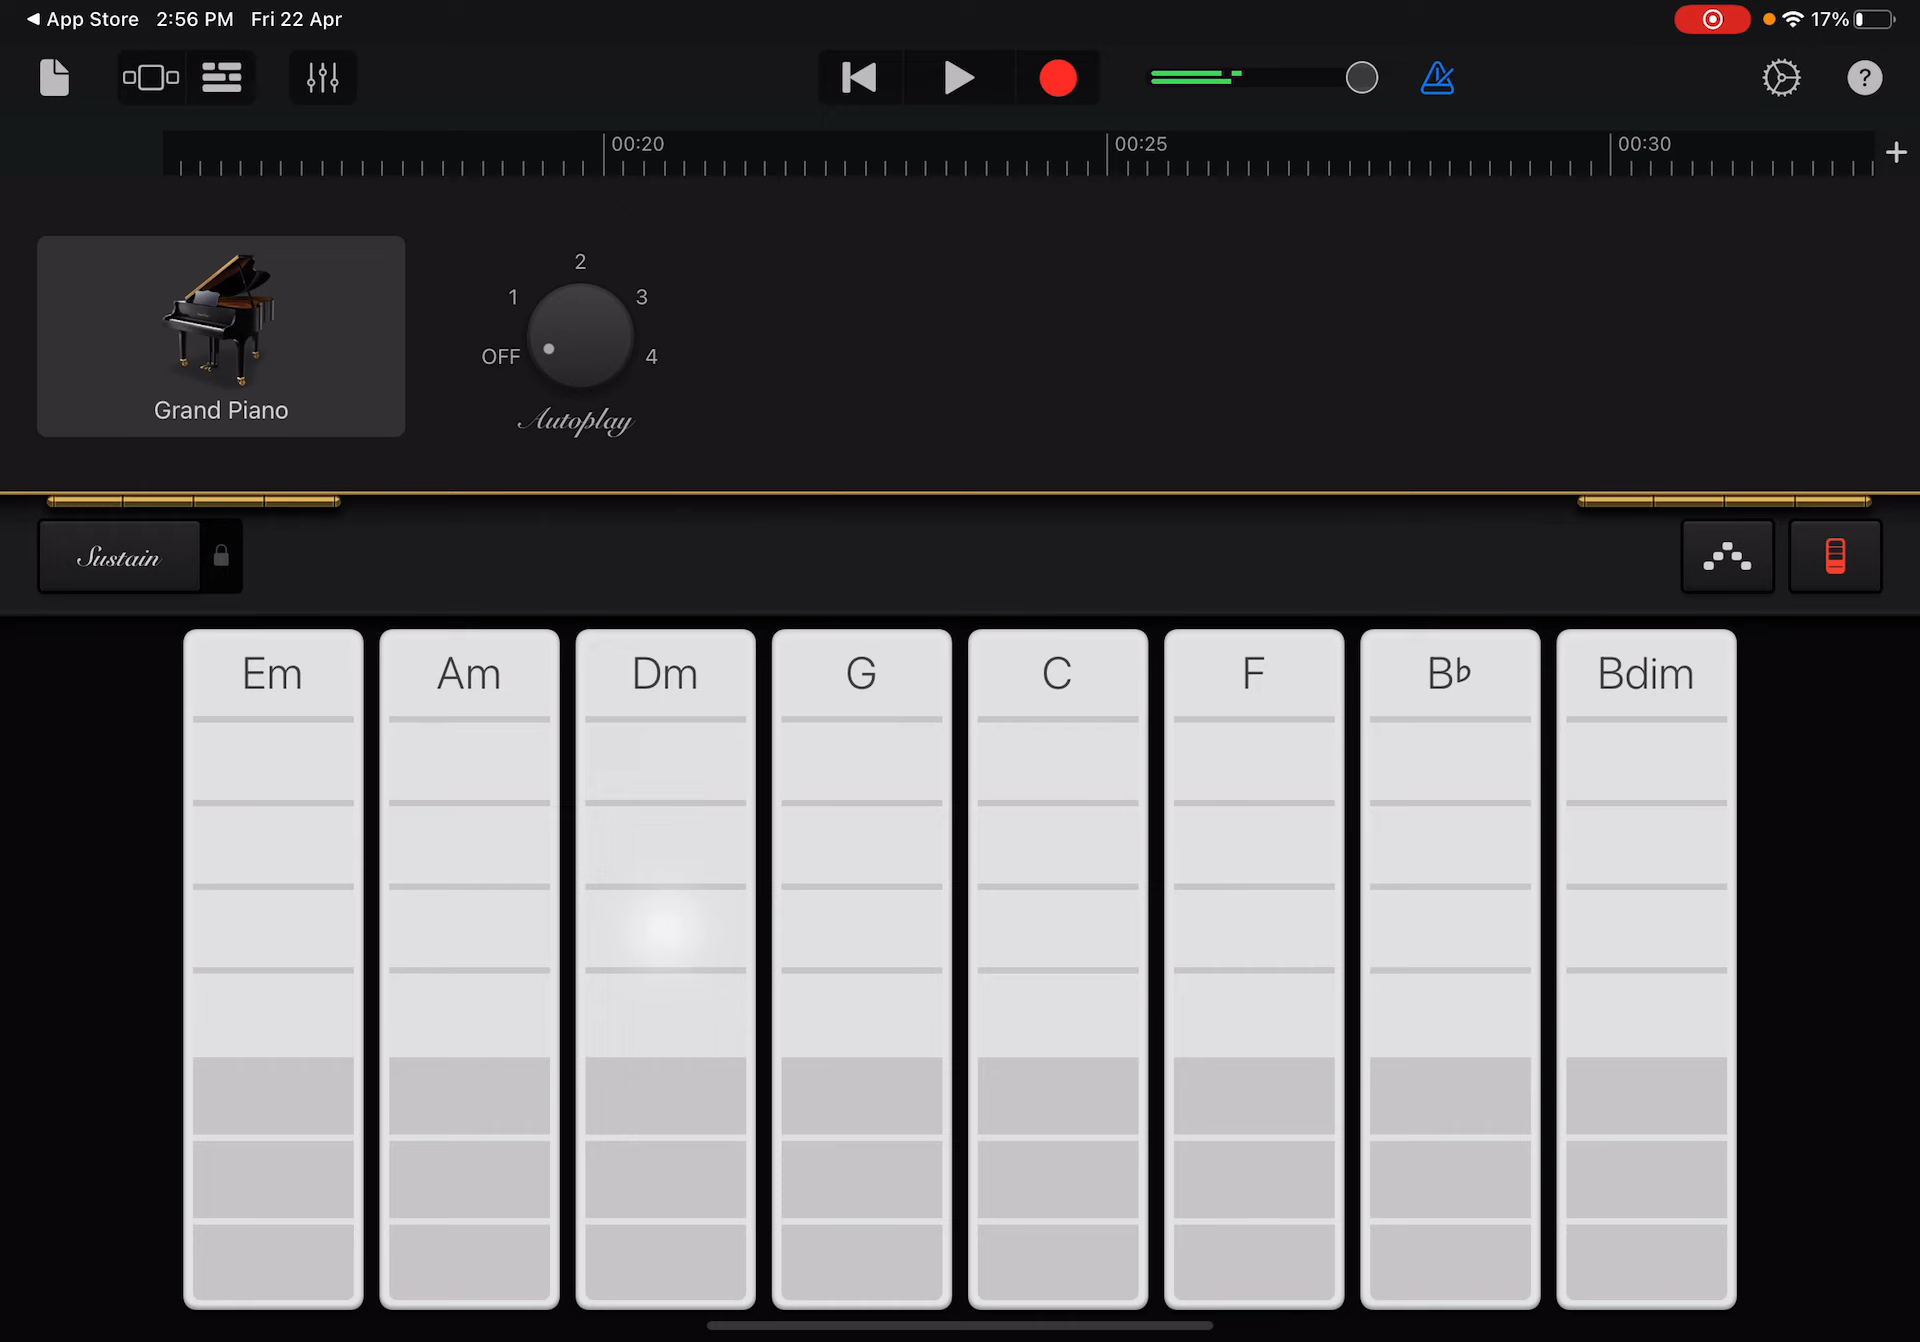 App Store 2:56 PM Fri 22 Apr 17%
?
00:20 00:25 00:30
2
1 3
OFF 4
Autoplay
Grand Piano
Sustain
Em Am Dm G C F B♭ Bdim